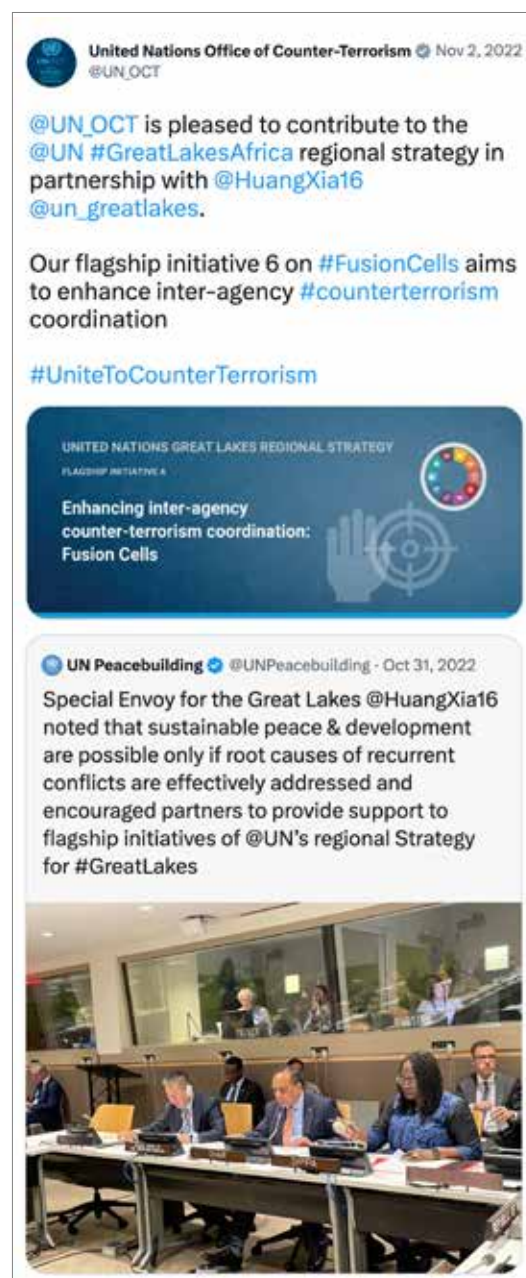 United Nations Office of Counter-Terrorism Nov 2, 2022
@UN_OCT
@UN_OCT is pleased to contribute to the
@UN #GreatLakesAfrica regional strategy in
partnership with @HuangXia16
@un_greatlakes.
Our flagship initiative 6 on #FusionCells aims
to enhance inter-agency #counterterrorism
coordination
#UniteToCounterTerrorism
UNITED NATIONS GREAT LAKES REGIONAL STRATEGY
FLAGSHIP INITIATIVE 6
Enhancing inter-agency
counter-terrorism coordination:
Fusion Cells
UN Peacebuilding @UNPeacebuilding · Oct 31, 2022
Special Envoy for the Great Lakes @HuangXia16
noted that sustainable peace & development
are possible only if root causes of recurrent
conflicts are effectively addressed and
encouraged partners to provide support to
flagship initiatives of @UN's regional Strategy
for #GreatLakes